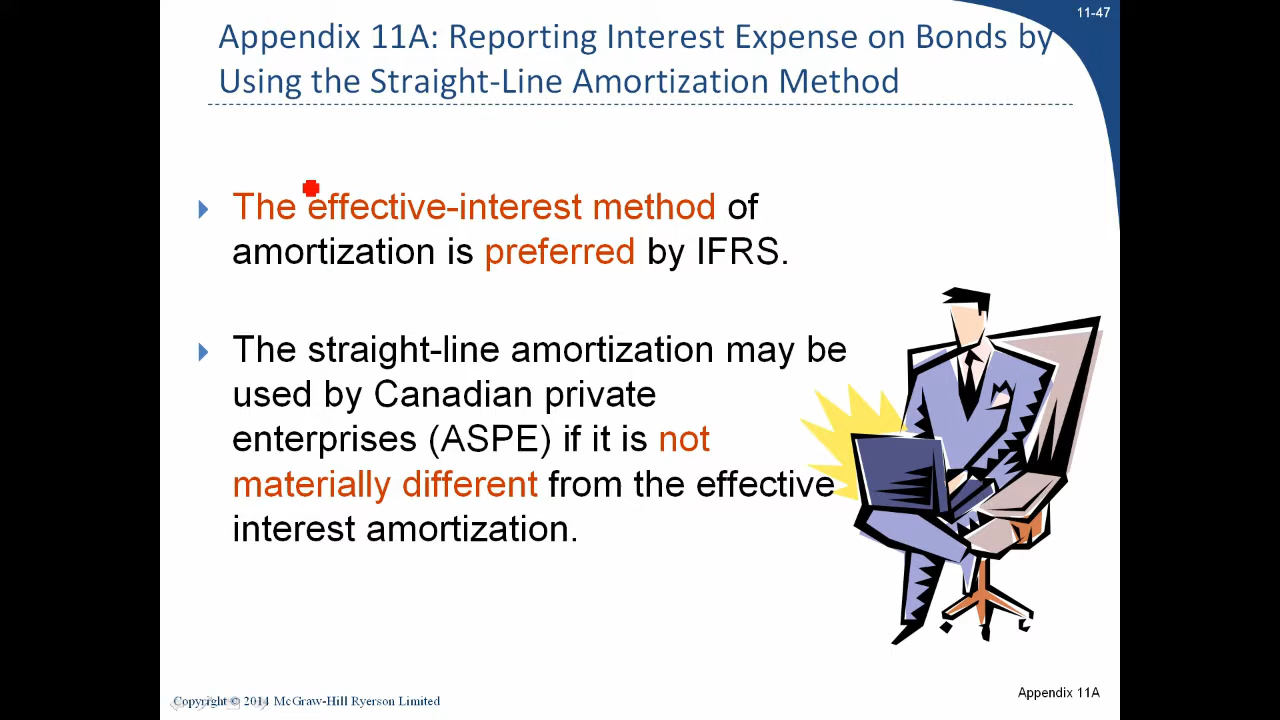 11-47
Appendix 11A: Reporting Interest Expense on Bonds by
Using the Straight-Line Amortization Method
The effective-interest method of
amortization is preferred by IFRS.
The straight-line amortization may be
used by Canadian private
enterprises (ASPE) if it is not
materially different from the effective
interest amortization.
Copyright © 2014 McGraw-Hill Ryerson Limited
Appendix 11A